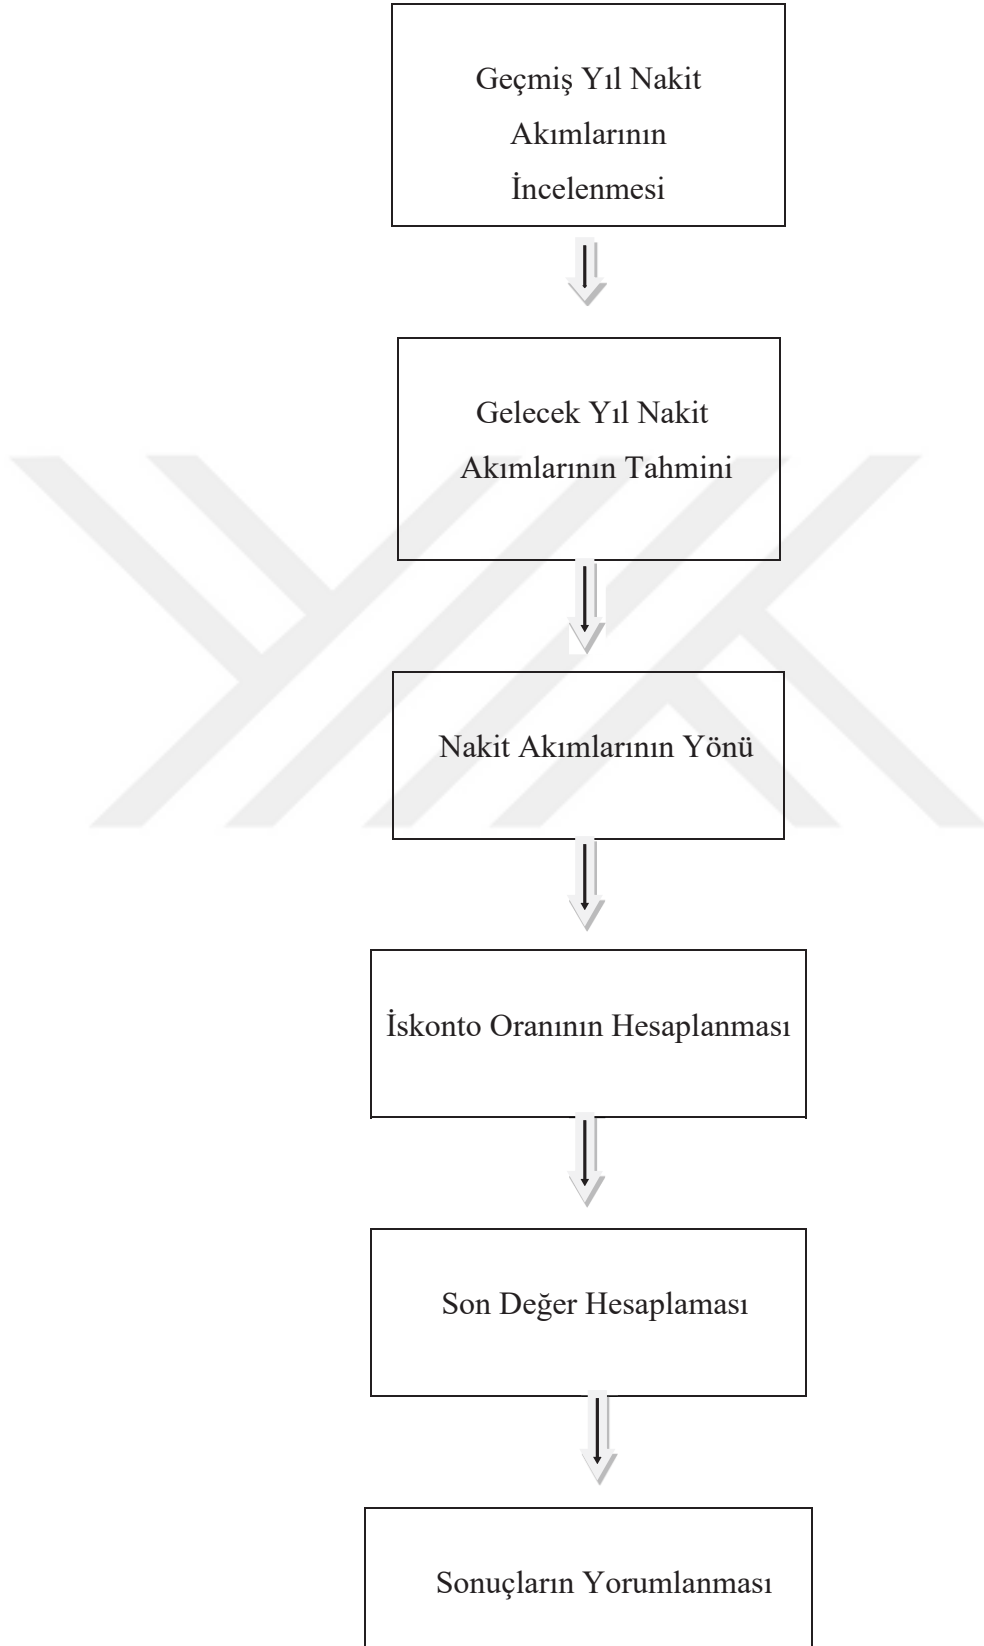 Geçmiş Yıl Nakit
Akımlarının
İncelenmesi
Gelecek Yıl Nakit
Akımlarının Tahmini
Nakit Akımlarının Yönü
İskonto Oranının Hesaplanması
Son Değer Hesaplaması
Sonuçların Yorumlanması